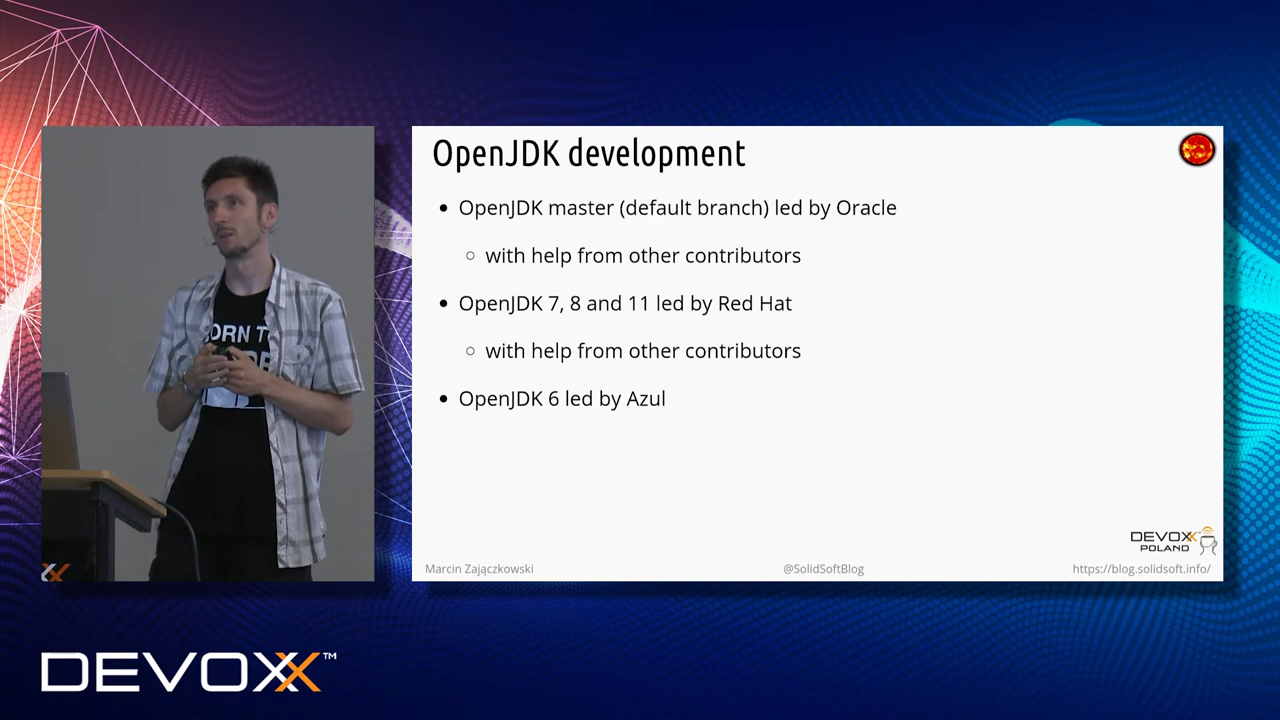 OpenJDK development
OpenJDK master (default branch) led by Oracle
with help from other contributors
OpenJDK 7, 8 and 11 led by Red Hat
with help from other contributors
OpenJDK 6 led by Azul
DEVOXX
POLAND
Marcin Zajączkowski
@SolidSoftBlog
https://blog.solidsoft.info/
DEVOXX™